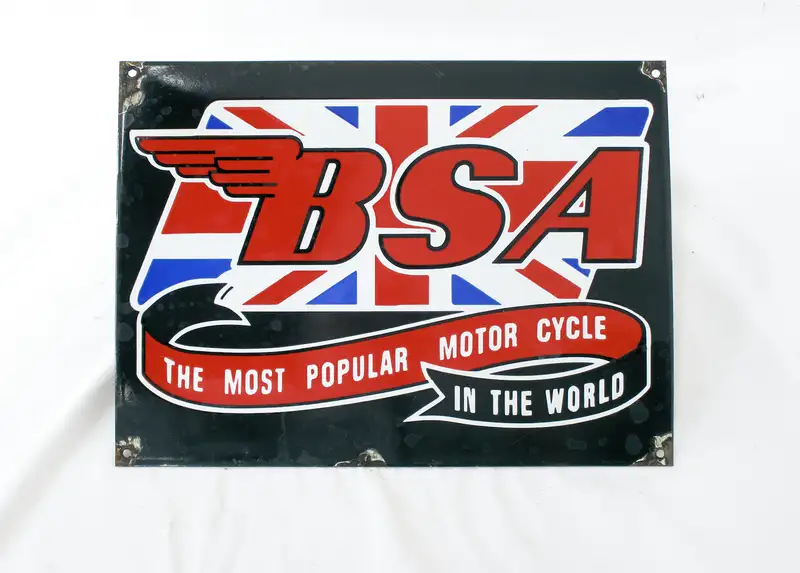 BSA
THE MOST POPULAR MOTOR CYCLE
IN THE WORLD